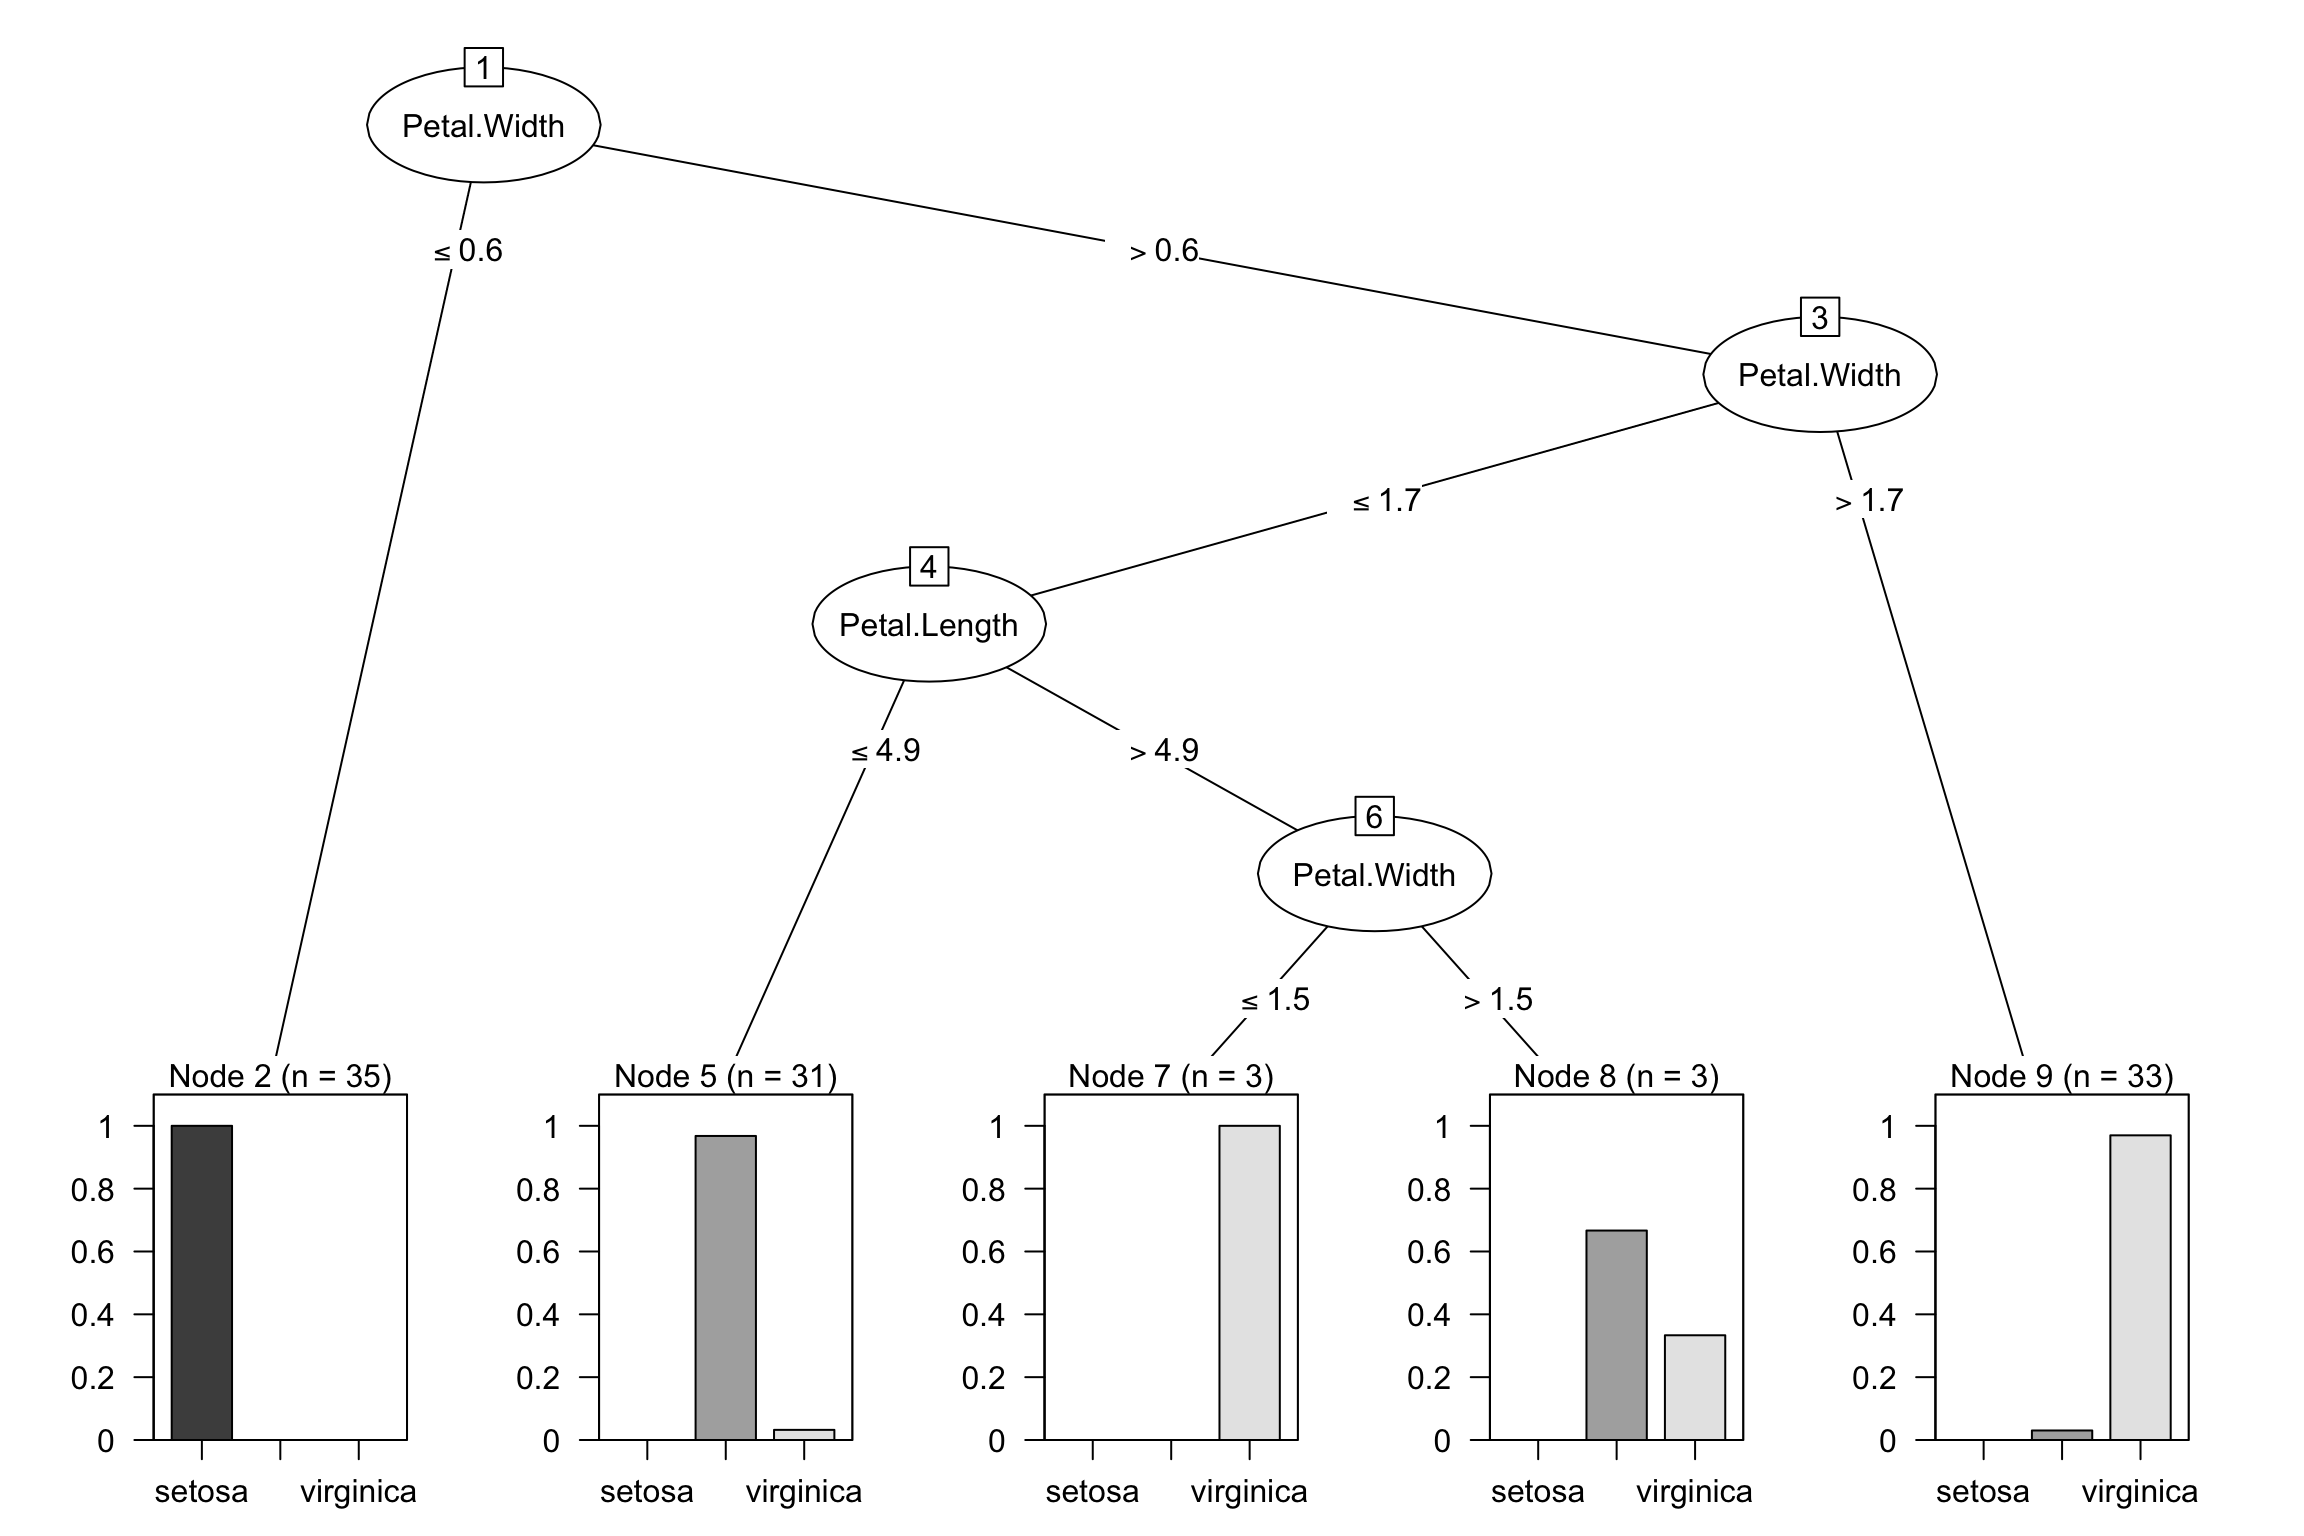 1
Petal.Width
≤ 0.6
> 0.6
3
Petal.Width
≤ 1.7
> 1.7
4
Petal.Length
≤ 4.9
> 4.9
6
Petal.Width
≤ 1.5
> 1.5
Node 2 (n = 35)
1
0.8
0.6
0.4
0.2
0
setosa
virginica
Node 5 (n = 31)
1
0.8
0.6
0.4
0.2
0
setosa
virginica
Node 7 (n = 3)
1
0.8
0.6
0.4
0.2
0
setosa
virginica
Node 8 (n = 3)
1
0.8
0.6
0.4
0.2
0
setosa
virginica
Node 9 (n = 33)
1
0.8
0.6
0.4
0.2
0
setosa
virginica